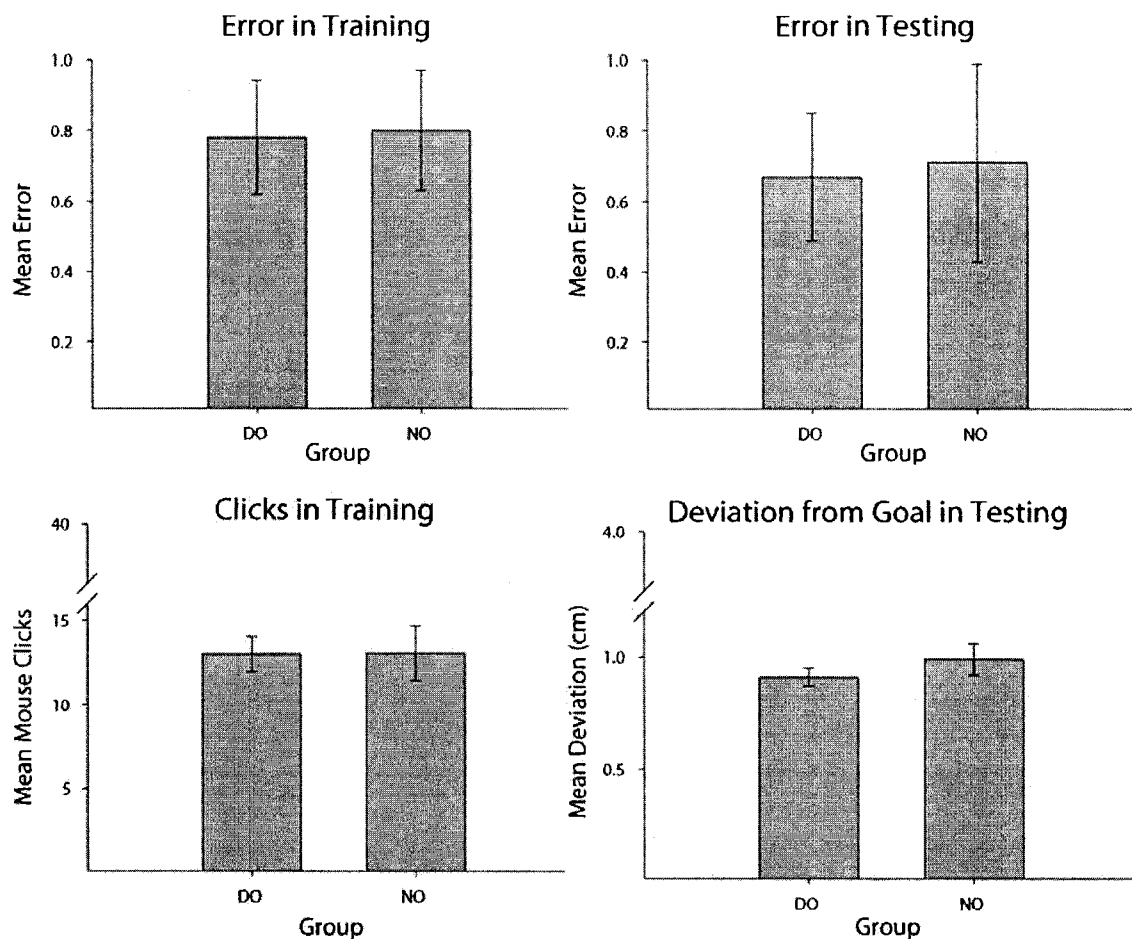 Error in Training
1.0
0.8
0.6
0.4
0.2
Mean Error
DO NO
Group
Error in Testing
1.0
0.8
0.6
0.4
0.2
Mean Error
DO NO
Group
Clicks in Training
40
15
10
5
Mean Mouse Clicks
DO NO
Group
Deviation from Goal in Testing
4.0
1.0
0.5
Mean Deviation (cm)
DO NO
Group